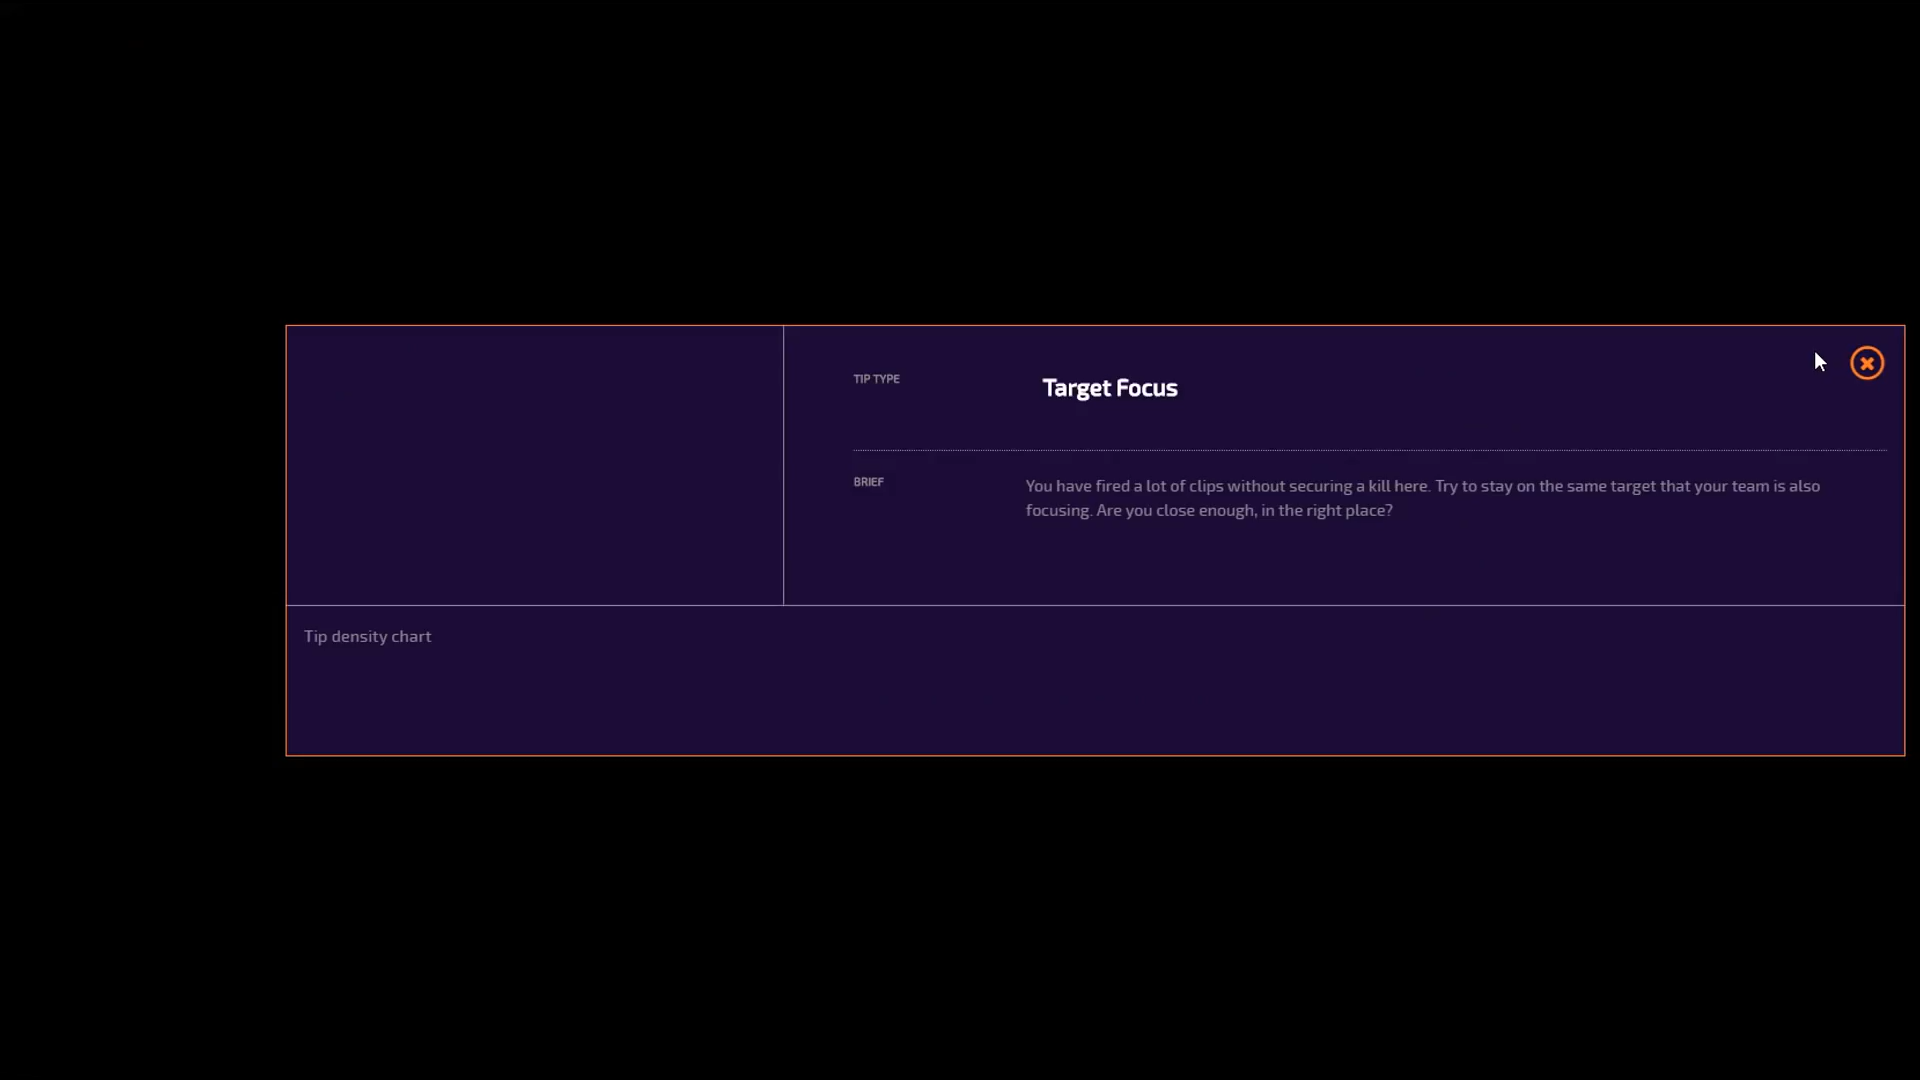 TIP TYPE
Target Focus
BRIEF
You have fired a lot of clips without securing a kill here. Try to stay on the same target that your team is also
focusing. Are you close enough, in the right place?
Tip density chart